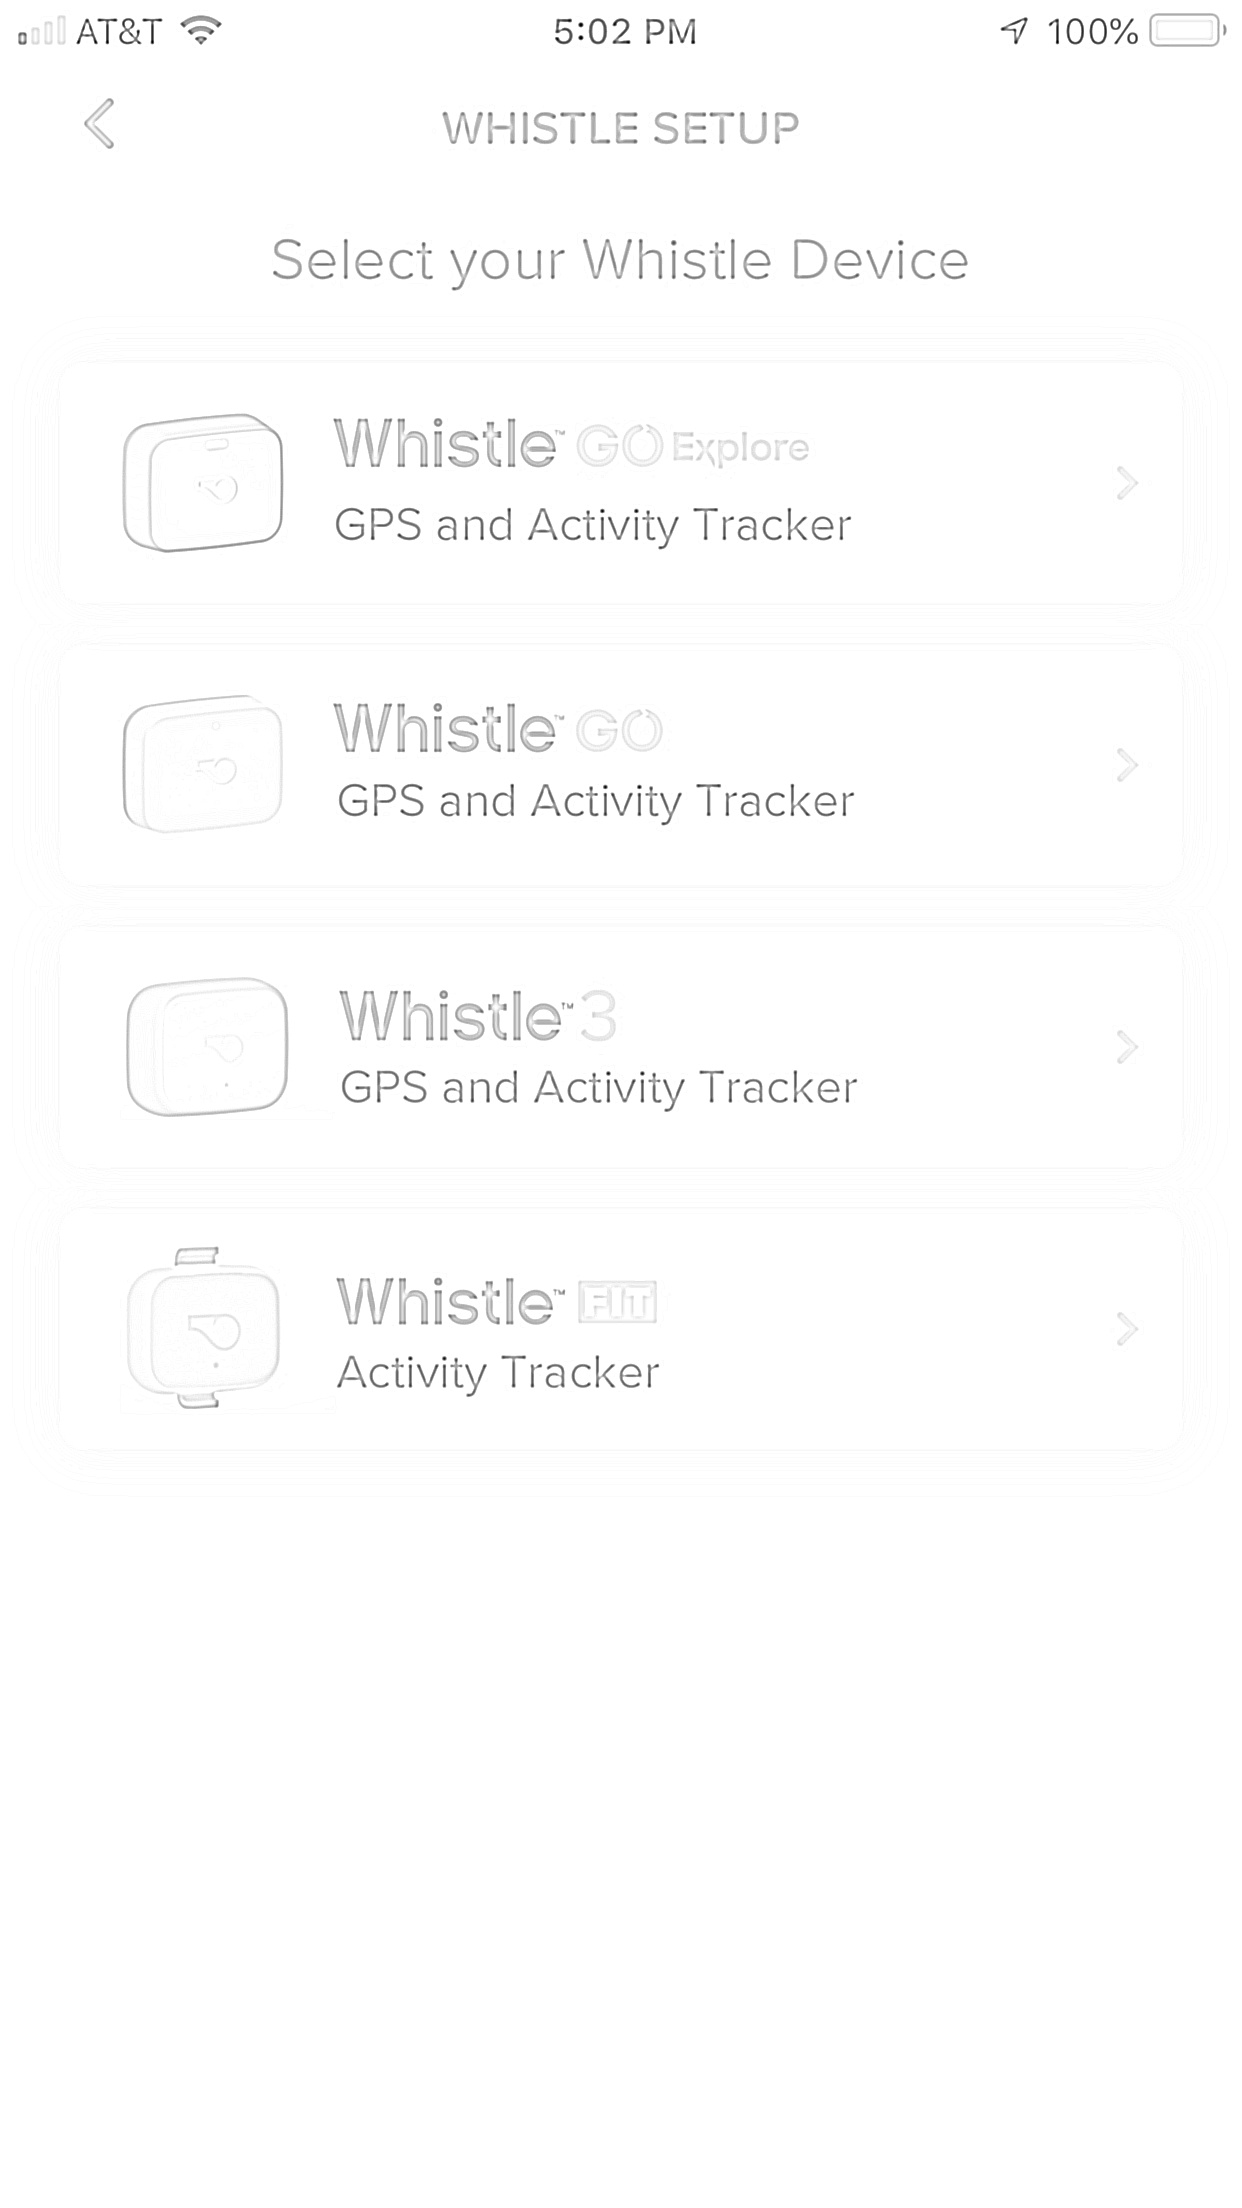 AT&T 5:02 PM 100%
WHISTLE SETUP
Select your Whistle Device
Whistle™ GO Explore
GPS and Activity Tracker
Whistle™ GO
GPS and Activity Tracker
Whistle™ 3
GPS and Activity Tracker
Whistle™ FIT
Activity Tracker